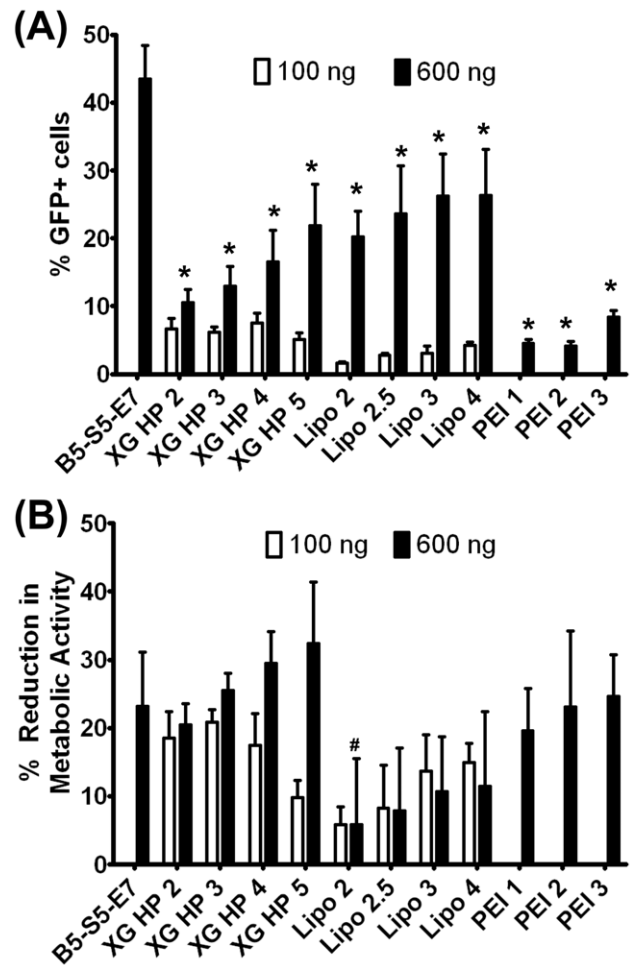 (A)
% GFP+ cells
50
40
30
20
10
0
100 ng
600 ng
*
*
*
*
*
*
*
*
*
*
*
B5-S5-E7
XG HP 2
XG HP 3
XG HP 4
XG HP 5
Lipo 2
Lipo 2.5
Lipo 3
Lipo 4
PEI 1
PEI 2
PEI 3
(B)
% Reduction in
Metabolic Activity
50
40
30
20
10
0
100 ng
600 ng
#
B5-S5-E7
XG HP 2
XG HP 3
XG HP 4
XG HP 5
Lipo 2
Lipo 2.5
Lipo 3
Lipo 4
PEI 1
PEI 2
PEI 3